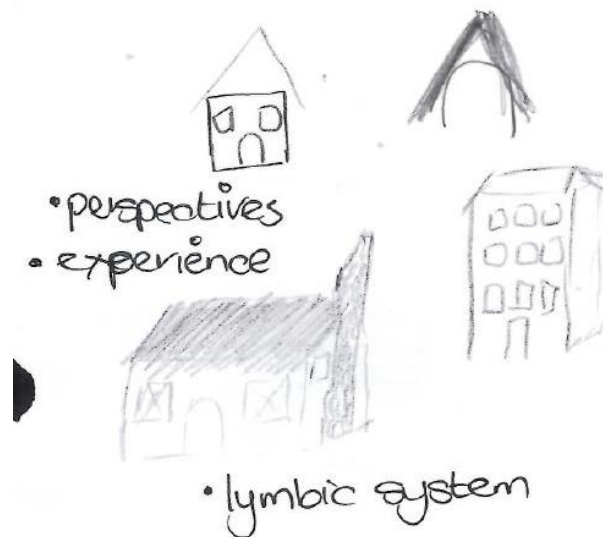 • perspectives
• experience
• lymbic system